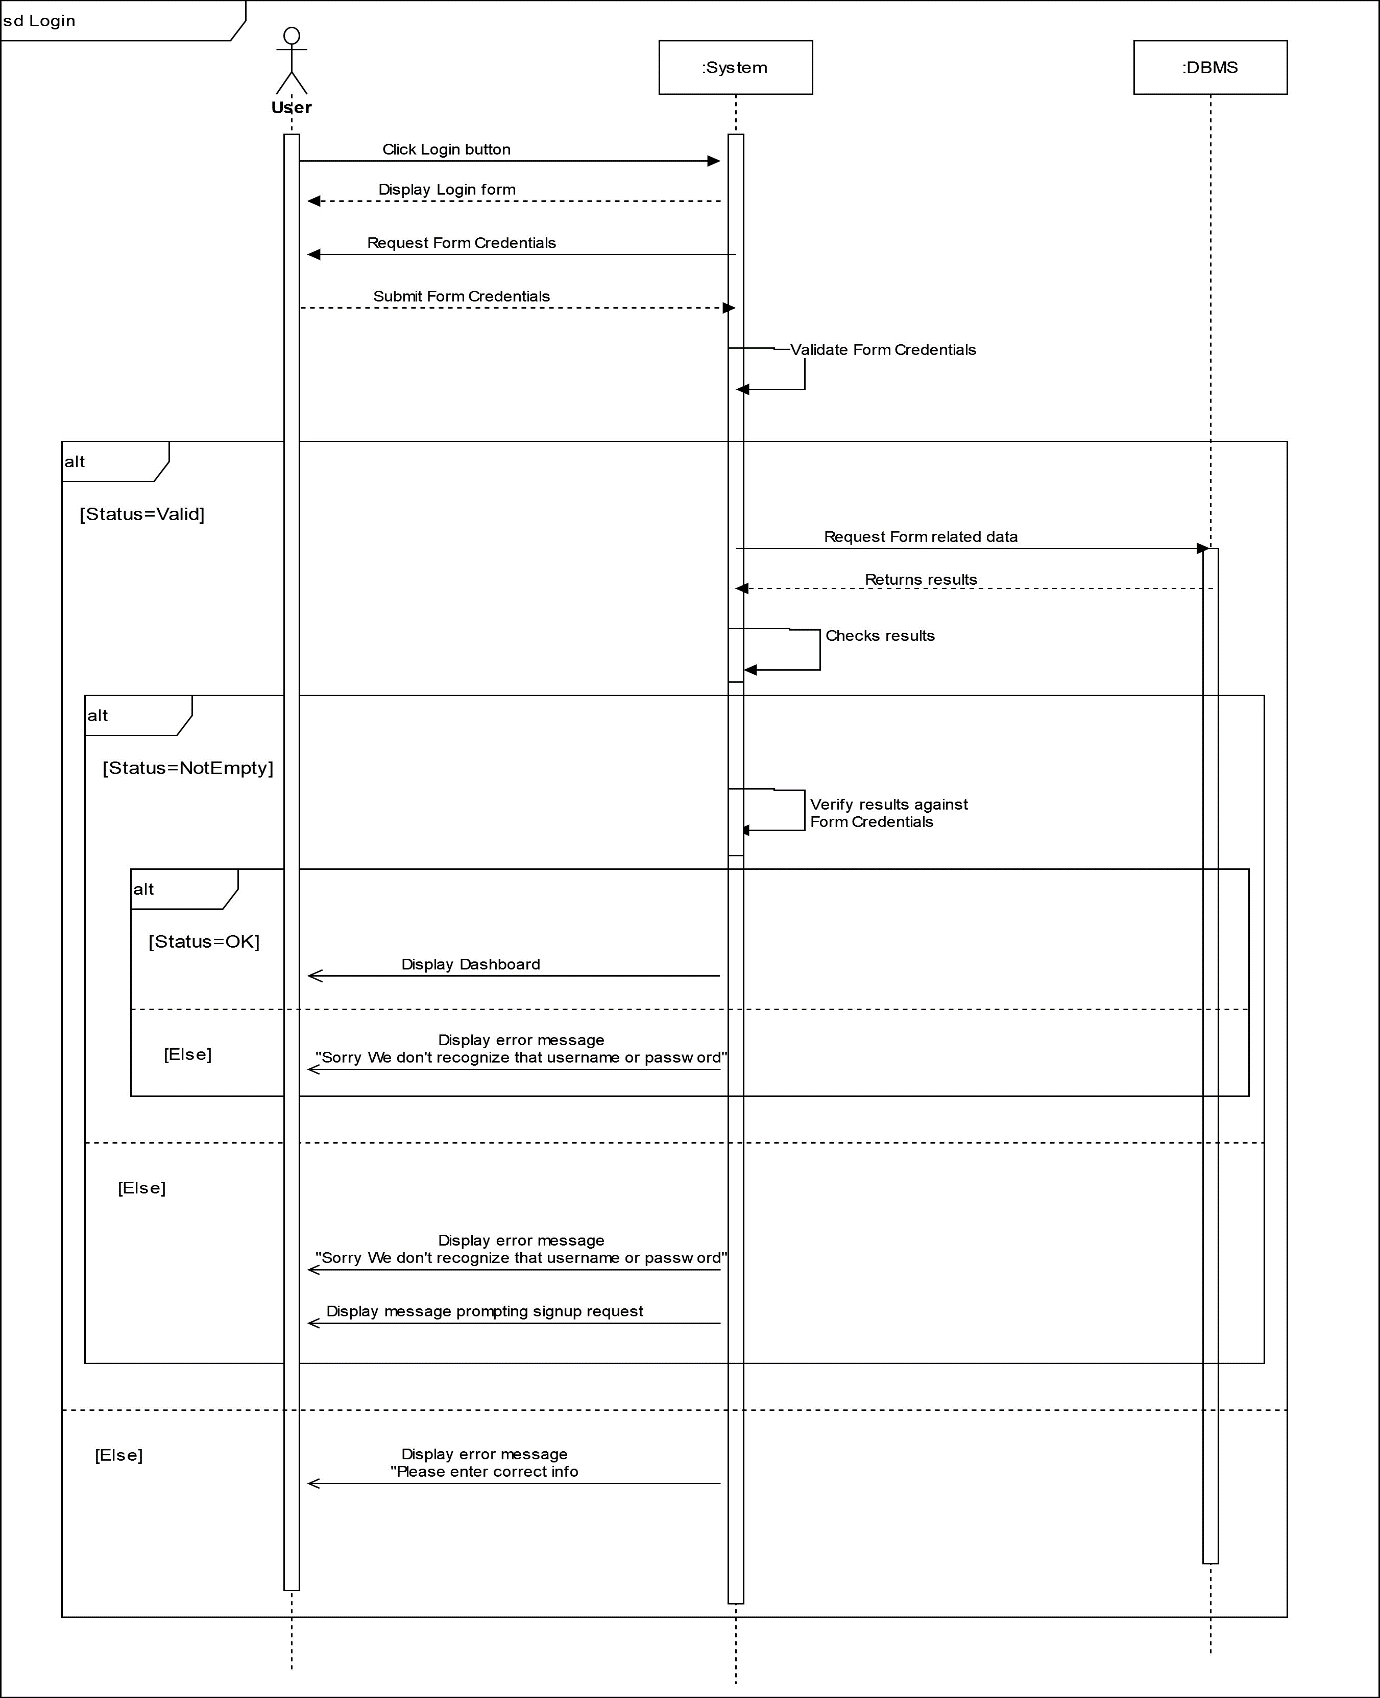 sd Login
User
:System
:DBMS
Click Login button
Display Login form
Request Form Credentials
Submit Form Credentials
Validate Form Credentials
alt
[Status=Valid]
Request Form related data
Returns results
Checks results
alt
[Status=NotEmpty]
Verify results against
Form Credentials
alt
[Status=OK]
Display Dashboard
[Else]
Display error message
"Sorry We don't recognize that username or password"
[Else]
Display error message
"Sorry We don't recognize that username or password"
Display message prompting signup request
[Else]
Display error message
"Please enter correct info